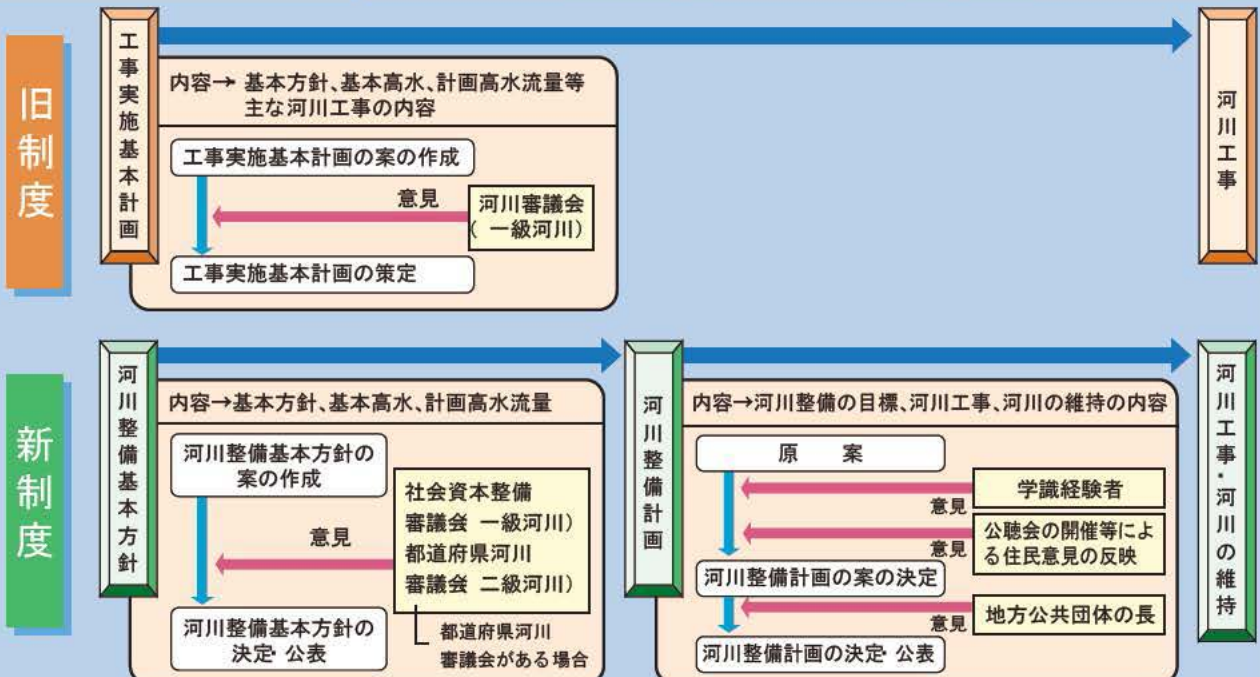 旧制度
工事実施基本計画
内容→ 基本方針、基本高水、計画高水流量等
主な河川工事の内容
工事実施基本計画の案の作成
意見
河川審議会
( 一級河川)
工事実施基本計画の策定
河川工事
新制度
河川整備基本方針
内容→基本方針、基本高水、計画高水流量
河川整備基本方針の
案の作成
意見
社会資本整備
審議会 一級河川)
都道府県河川
審議会 二級河川)
都道府県河川
審議会がある場合
河川整備基本方針の
決定・公表
河川整備計画
内容→河川整備の目標、河川工事、河川の維持の内容
原 案
学識経験者
意見
公聴会の開催等によ
る住民意見の反映
意見
河川整備計画の案の決定
地方公共団体の長
意見
河川整備計画の決定・公表
河川工事・河川の維持